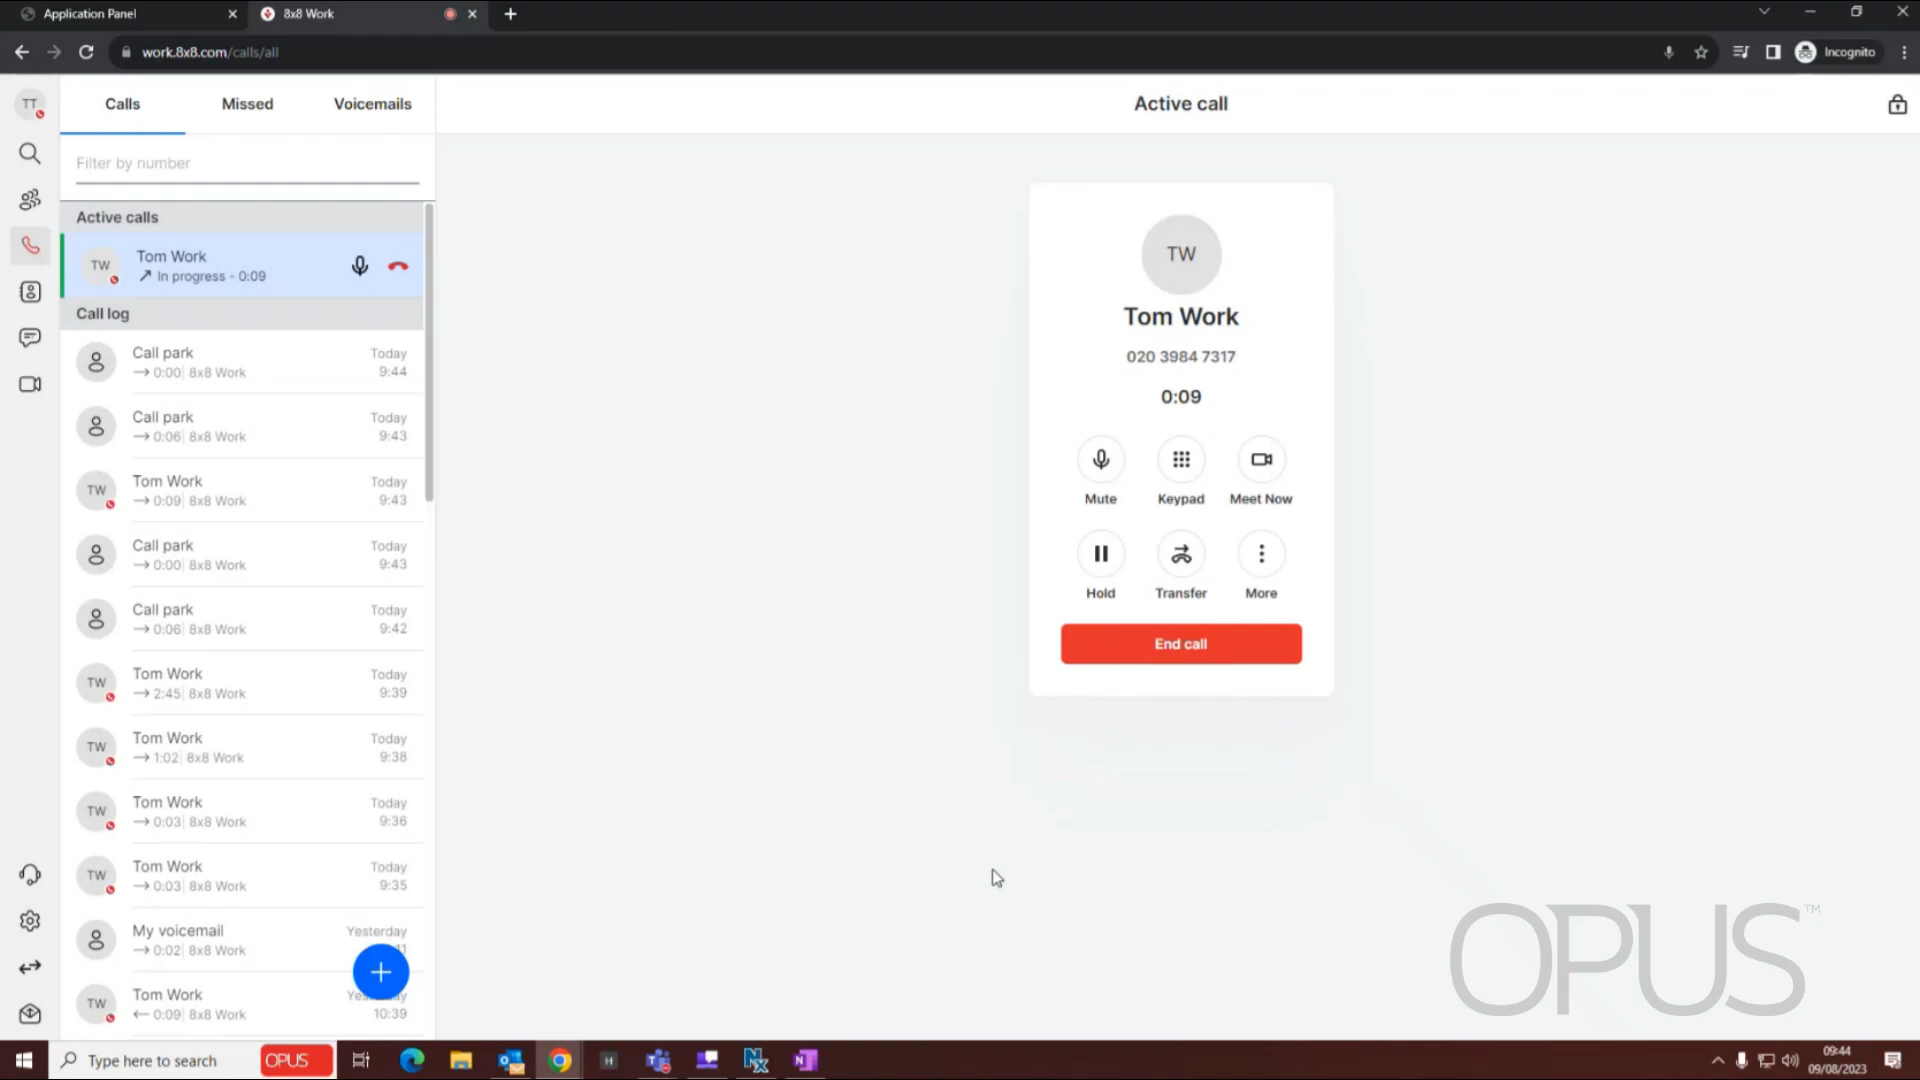 Application Panel
8x8 Work
work.8x8.com/calls/all
Incognito
TT
Calls
Missed
Voicemails
Active call
Filter by number
Active calls
TW
Tom Work
In progress - 0:09
Call log
Call park
Today
→ 0:00| 8x8 Work
9:44
Call park
Today
→ 0:06| 8x8 Work
9:43
TW
Tom Work
Today
→ 0:09| 8x8 Work
9:43
Call park
Today
→ 0:00| 8x8 Work
9:43
Call park
Today
→ 0:06| 8x8 Work
9:42
TW
Tom Work
Today
→ 2:45| 8x8 Work
9:39
TW
Tom Work
Today
→ 1:02| 8x8 Work
9:38
TW
Tom Work
Today
→ 0:03| 8x8 Work
9:36
TW
Tom Work
Today
→ 0:03| 8x8 Work
9:35
My voicemail
Yesterday
→ 0:02| 8x8 Work
TW
Tom Work
← 0:09| 8x8 Work
10:39
TW
Tom Work
020 3984 7317
0:09
Mute
Keypad
Meet Now
Hold
Transfer
More
End call
OPUS™
Type here to search
OPUS
09:44
09/08/2023